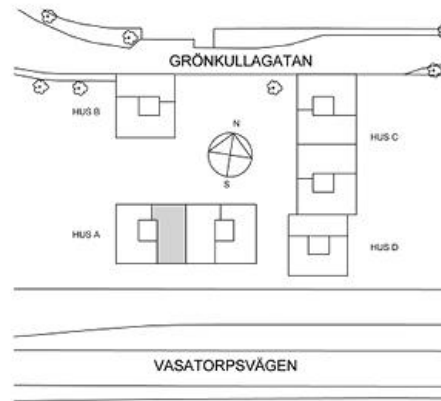 GRÖNKULLAGATAN
HUS B
N
HUS C
S
HUS A
HUS D
VASATORPSVÄGEN